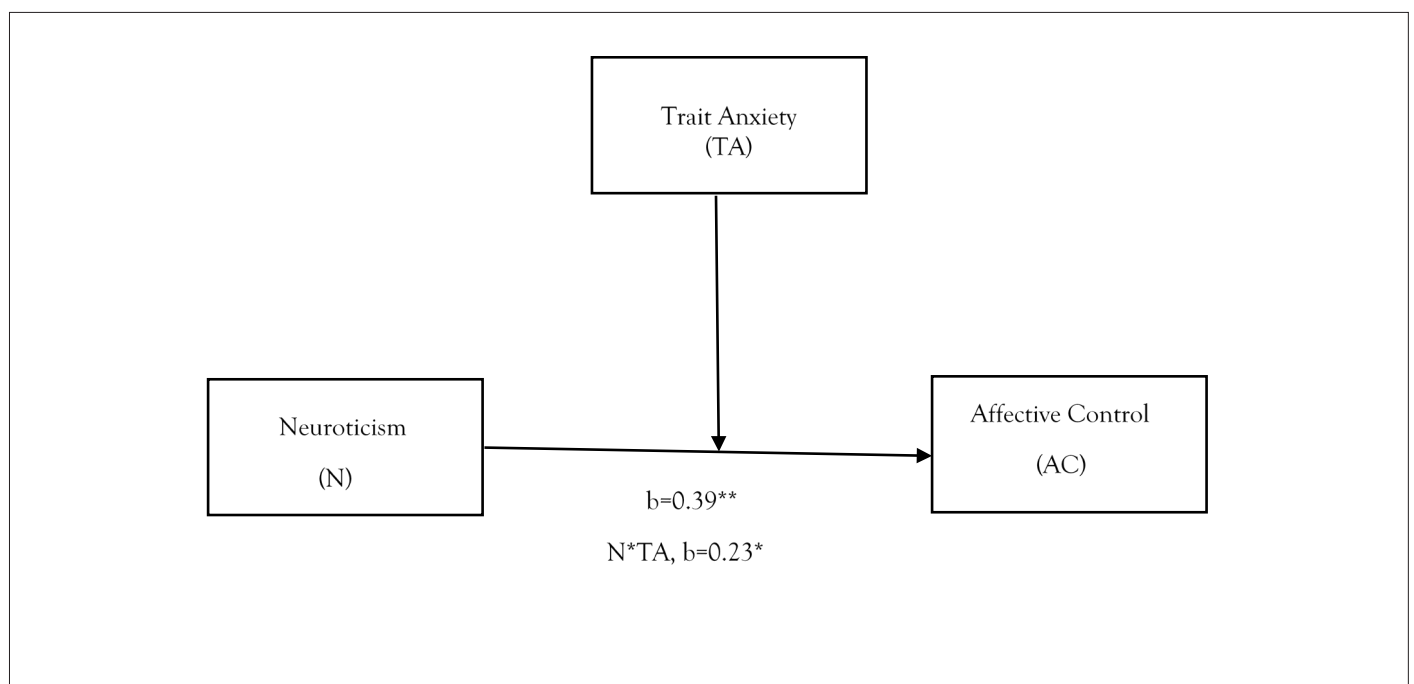 Trait Anxiety
(TA)
Neuroticism
(N)
Affective Control
(AC)
b=0.39**
N*TA, b=0.23*